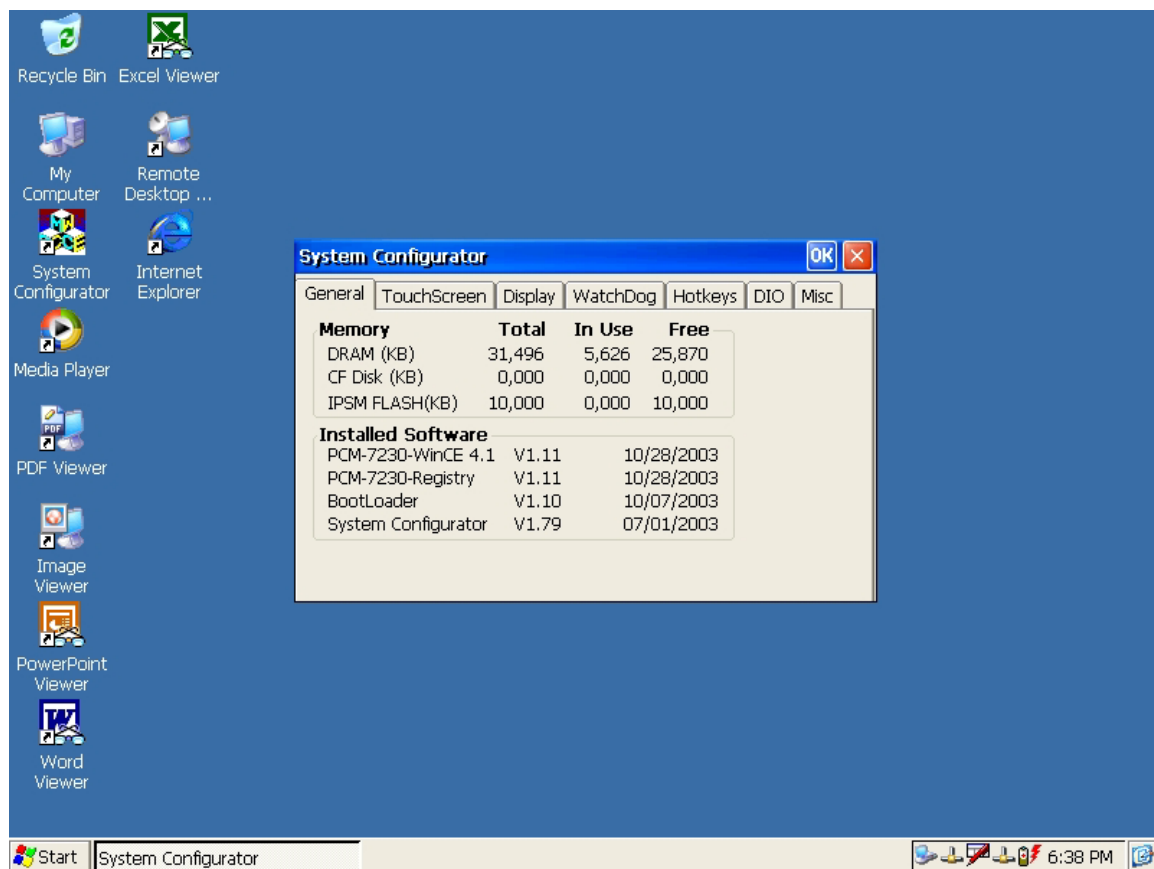 Recycle Bin
Excel Viewer
My
Computer
Remote
Desktop ...
System
Configurator
Internet
Explorer
Media Player
PDF
PDF Viewer
Image
Viewer
PowerPoint
Viewer
W
Word
Viewer
System Configurator
OK
General TouchScreen Display WatchDog Hotkeys DIO Misc
Memory Total In Use Free
DRAM (KB) 31,496 5,626 25,870
CF Disk (KB) 0,000 0,000 0,000
IPSM FLASH(KB) 10,000 0,000 10,000
Installed Software
PCM-7230-WinCE 4.1 V1.11 10/28/2003
PCM-7230-Registry V1.11 10/28/2003
BootLoader V1.10 10/07/2003
System Configurator V1.79 07/01/2003
Start System Configurator 6:38 PM